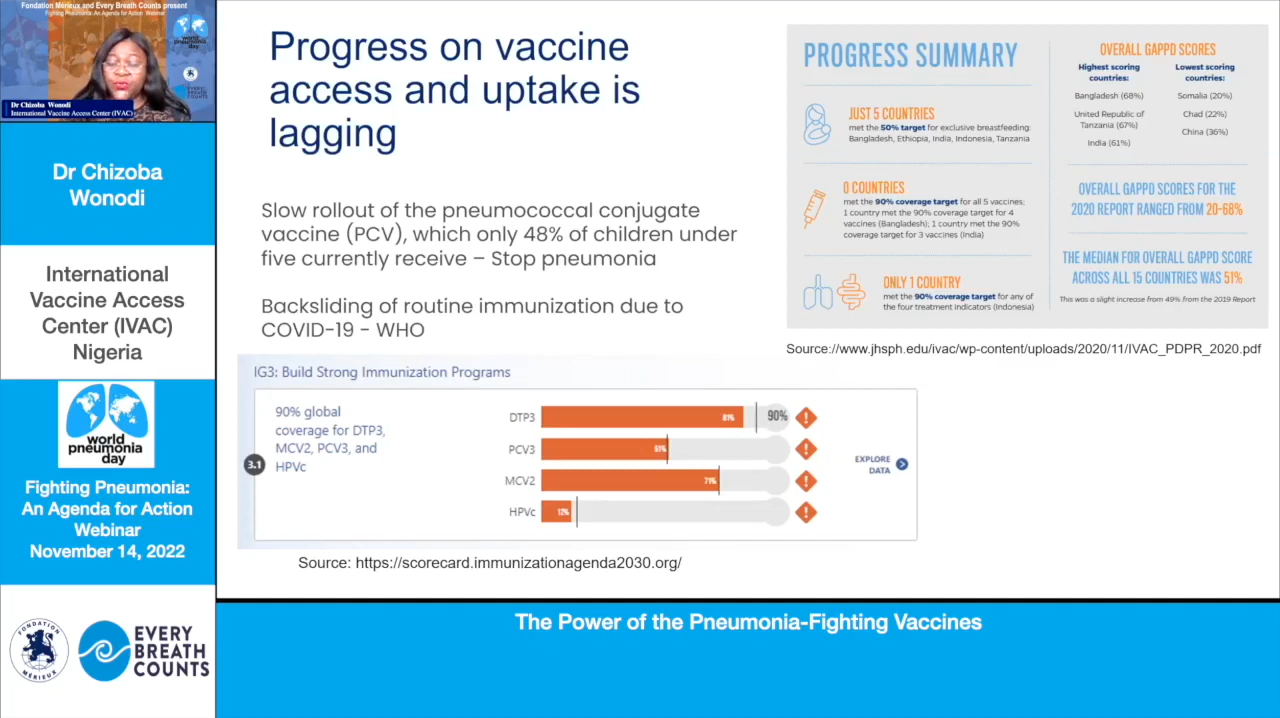 Fondation Mérieux and Every Breath Counts present
Fighting Pneumonia: An Agenda for Action Webinar
world
pneumonia
day
EVERY
BREATH
COUNTS
Dr Chizoba Wonodi
International Vaccine Access Center (IVAC)
Dr Chizoba
Wonodi
International
Vaccine Access
Center (IVAC)
Nigeria
world
pneumonia
day
Fighting Pneumonia:
An Agenda for Action
Webinar
November 14, 2022
FONDATION
MÉRIEUX
EVERY
BREATH
COUNTS
Progress on vaccine
access and uptake is
lagging
Slow rollout of the pneumococcal conjugate
vaccine (PCV), which only 48% of children under
five currently receive – Stop pneumonia
Backsliding of routine immunization due to
COVID-19 - WHO
PROGRESS SUMMARY
JUST 5 COUNTRIES
met the 50% target for exclusive breastfeeding:
Bangladesh, Ethiopia, India, Indonesia, Tanzania
0 COUNTRIES
met the 90% coverage target for all 5 vaccines;
1 country met the 90% coverage target for 4
vaccines (Bangladesh); 1 country met the 90%
coverage target for 3 vaccines (India)
ONLY 1 COUNTRY
met the 90% coverage target for any of
the four treatment indicators (Indonesia)
OVERALL GAPPD SCORES
Highest scoring
countries:
Bangladesh (68%)
United Republic of
Tanzania (67%)
India (61%)
Lowest scoring
countries:
Somalia (20%)
Chad (22%)
China (36%)
OVERALL GAPPD SCORES FOR THE
2020 REPORT RANGED FROM 20-68%
THE MEDIAN FOR OVERALL GAPPD SCORE
ACROSS ALL 15 COUNTRIES WAS 51%
This was a slight increase from 49% from the 2019 Report
Source://www.jhsph.edu/ivac/wp-content/uploads/2020/11/IVAC_PDPR_2020.pdf
IG3: Build Strong Immunization Programs
3.1
90% global
coverage for DTP3,
MCV2, PCV3, and
HPVc
DTP3 81% 90% !
PCV3 51% !
MCV2 71% !
HPVc 12% !
EXPLORE
DATA
Source: https://scorecard.immunizationagenda2030.org/
The Power of the Pneumonia-Fighting Vaccines